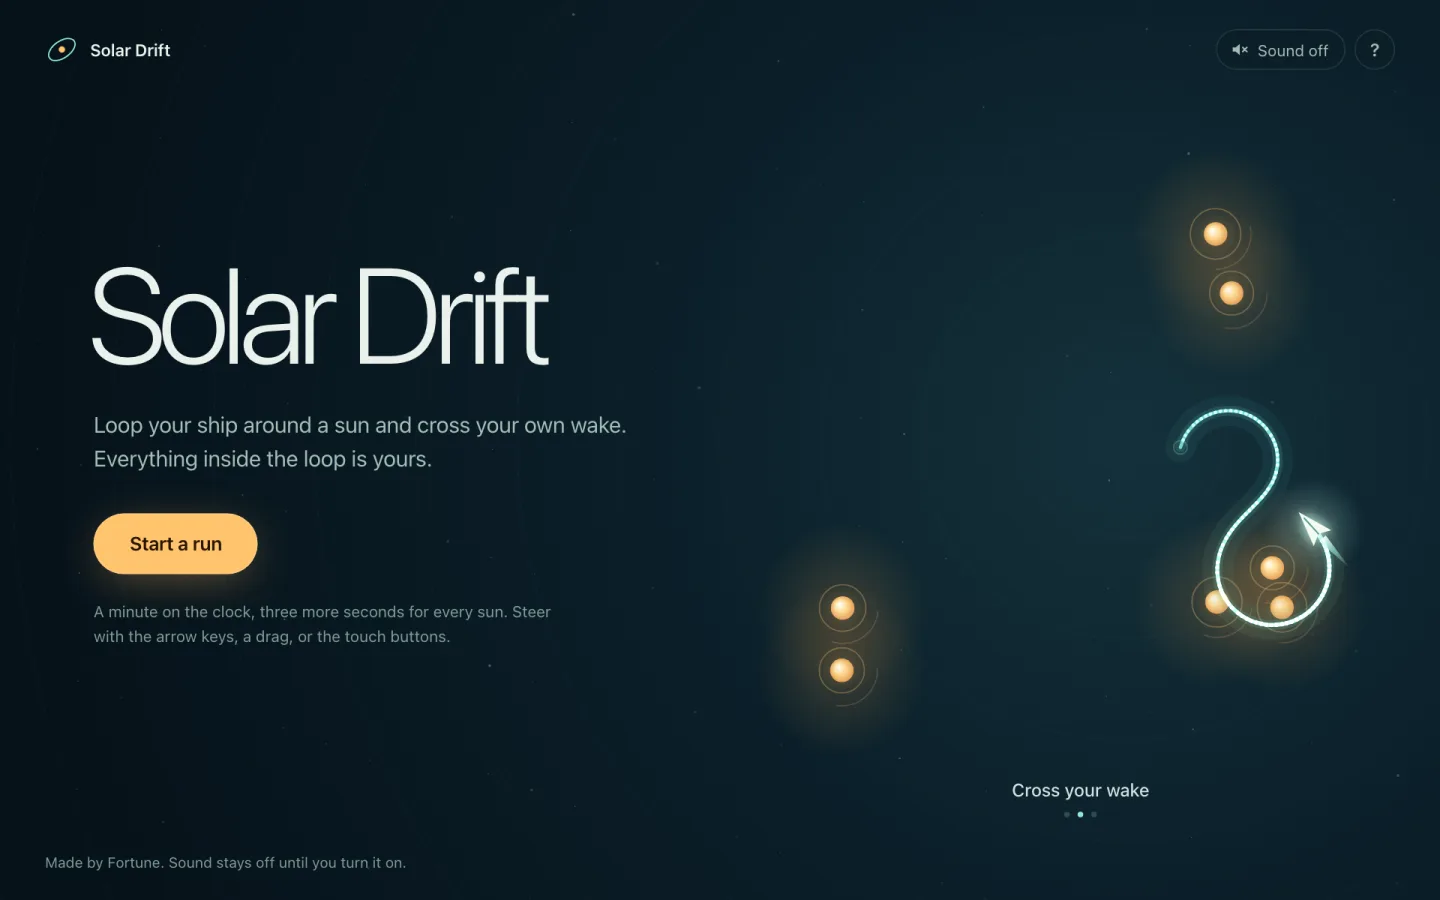 Solar Drift
Sound off
?
Solar Drift
Loop your ship around a sun and cross your own wake.
Everything inside the loop is yours.
Start a run
A minute on the clock, three more seconds for every sun. Steer
with the arrow keys, a drag, or the touch buttons.
Cross your wake
Made by Fortune. Sound stays off until you turn it on.